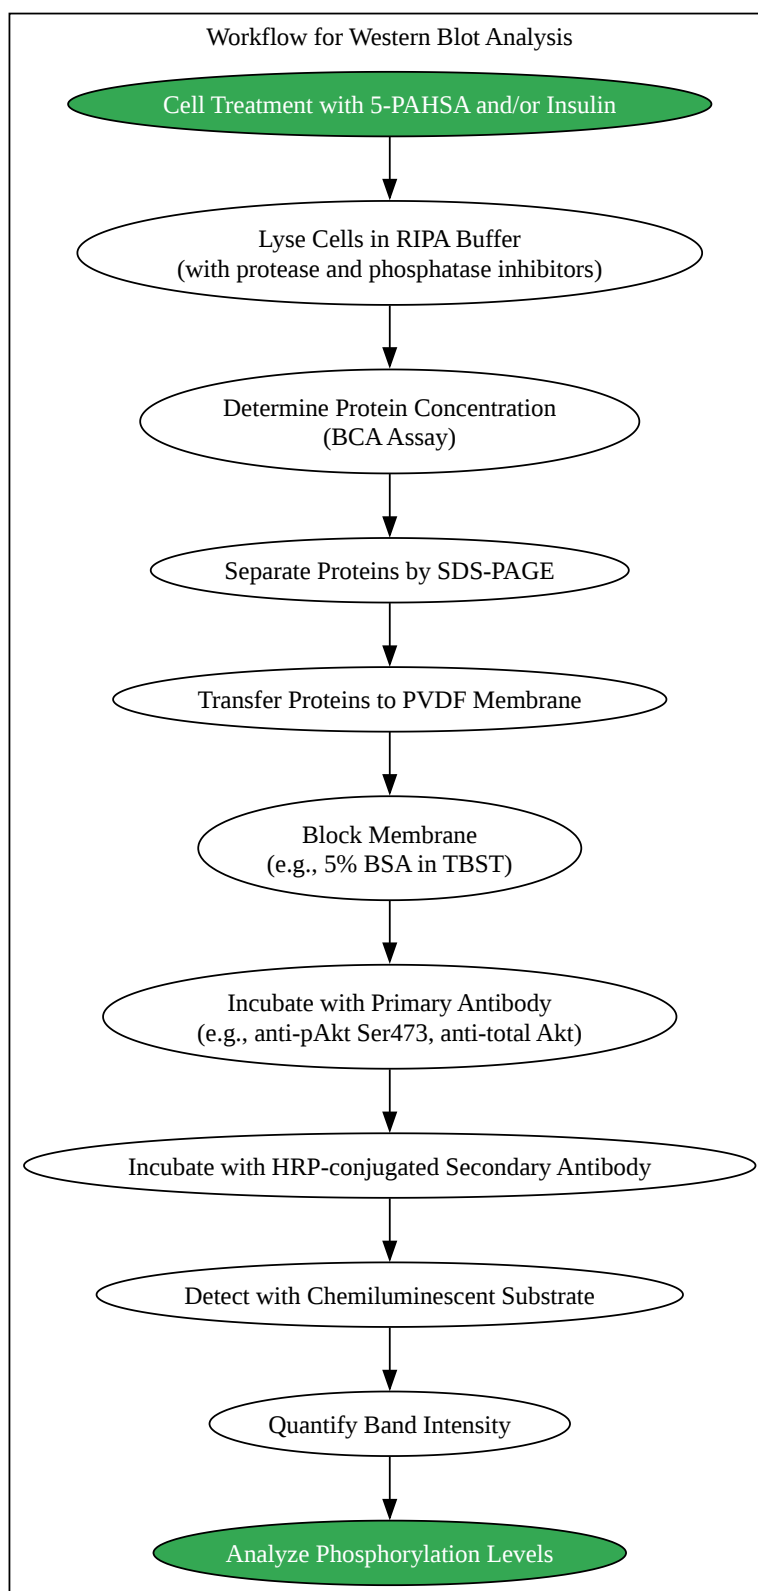 Workflow for Western Blot Analysis
Cell Treatment with 5-PAHSA and/or Insulin
Lyse Cells in RIPA Buffer
(with protease and phosphatase inhibitors)
Determine Protein Concentration
(BCA Assay)
Separate Proteins by SDS-PAGE
Transfer Proteins to PVDF Membrane
Block Membrane
(e.g., 5% BSA in TBST)
Incubate with Primary Antibody
(e.g., anti-pAkt Ser473, anti-total Akt)
Incubate with HRP-conjugated Secondary Antibody
Detect with Chemiluminescent Substrate
Quantify Band Intensity
Analyze Phosphorylation Levels